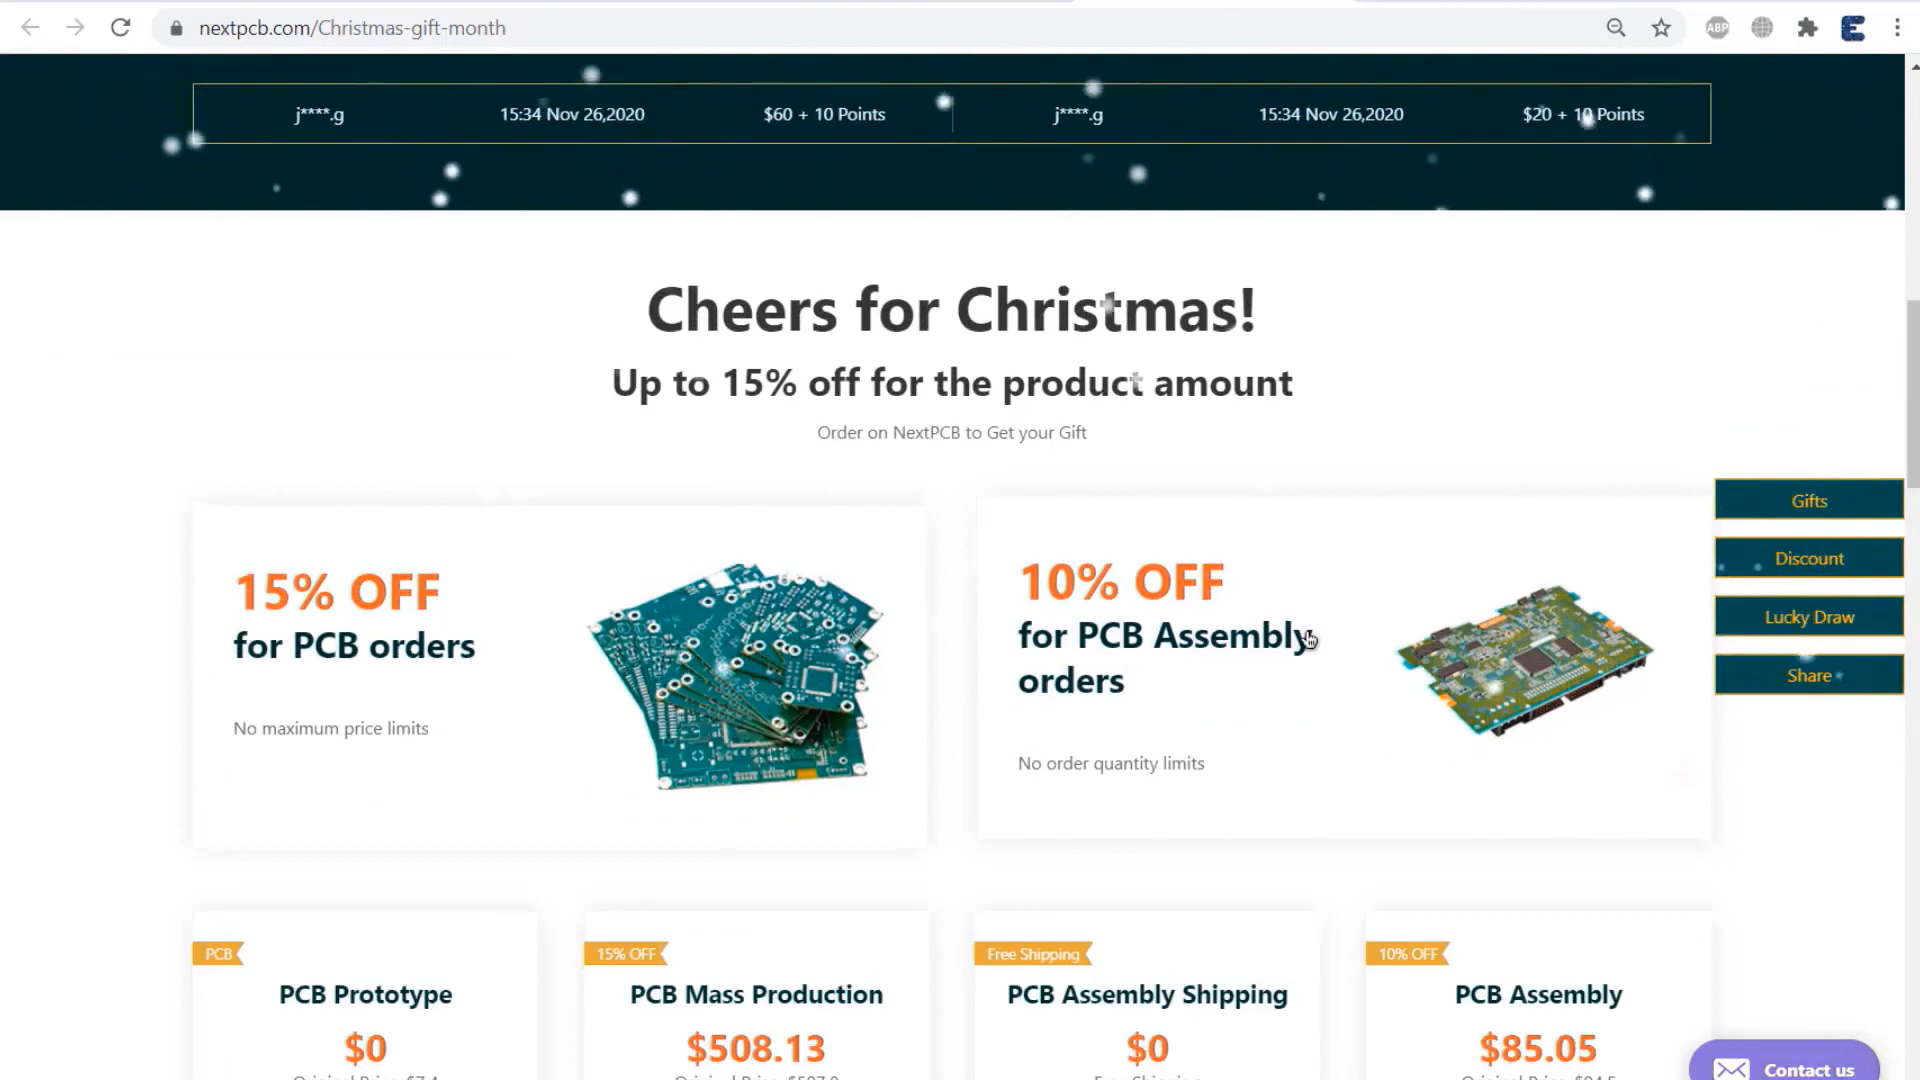 nextpcb.com/Christmas-gift-month
ABP
j****.g 15:34 Nov 26,2020 $60 + 10 Points j****.g 15:34 Nov 26,2020 $20 + 10 Points
Cheers for Christmas!
Up to 15% off for the product amount
Order on NextPCB to Get your Gift
Gifts
Discount
Lucky Draw
Share
15% OFF
for PCB orders
No maximum price limits
10% OFF
for PCB Assembly
orders
No order quantity limits
PCB
PCB Prototype
$0
15% OFF
PCB Mass Production
$508.13
Free Shipping
PCB Assembly Shipping
$0
10% OFF
PCB Assembly
$85.05
Contact us